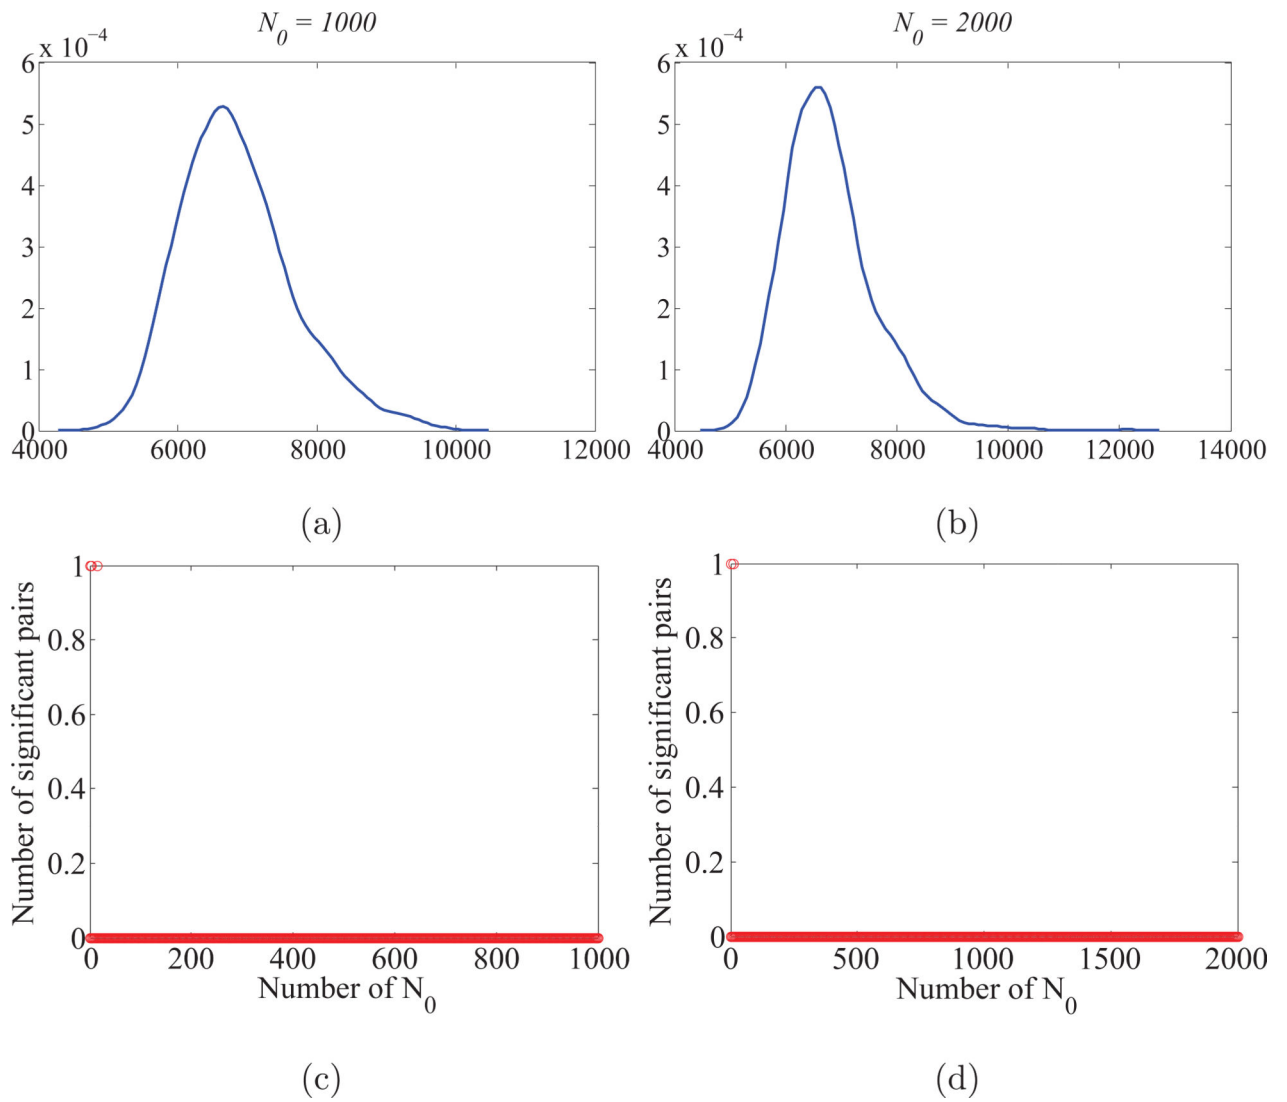 N₀ = 1000
x 10⁻⁴
6
5
4
3
2
1
0
4000 6000 8000 10000 12000
(a)
N₀ = 2000
x 10⁻⁴
6
5
4
3
2
1
0
4000 6000 8000 10000 12000 14000
(b)
Number of significant pairs
1
0.8
0.6
0.4
0.2
0
0 200 400 600 800 1000
Number of N₀
(c)
Number of significant pairs
1
0.8
0.6
0.4
0.2
0
0 500 1000 1500 2000
Number of N₀
(d)